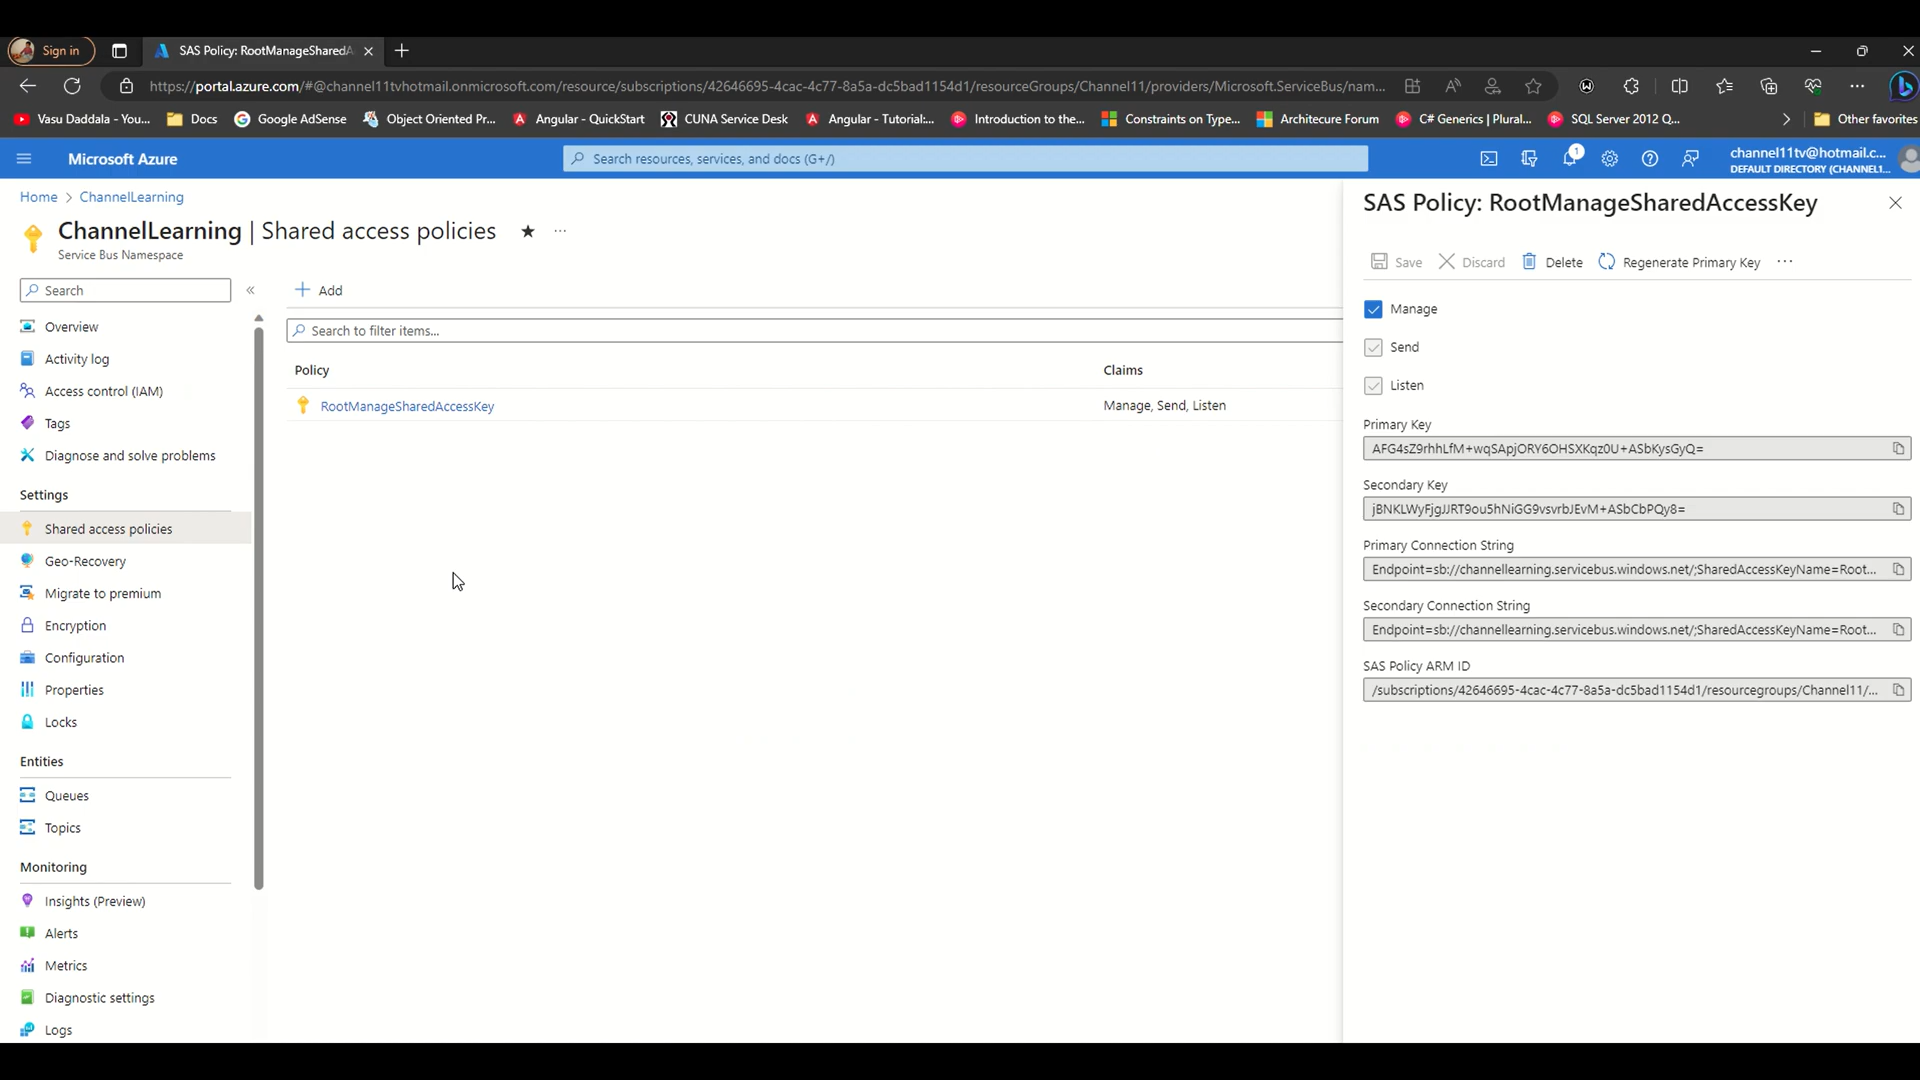 Sign in
SAS Policy: RootManageSharedA
https://portal.azure.com/#@channel11tvhotmail.onmicrosoft.com/resource/subscriptions/42646695-4cac-4c77-8a5a-dc5bad1154d1/resourceGroups/Channel11/providers/Microsoft.ServiceBus/nam...
Vasu Daddala - You... Docs Google AdSense Object Oriented Pr... Angular - QuickStart CUNA Service Desk Angular - Tutorial:... Introduction to the... Constraints on Type... Architecure Forum C# Generics | Plural... SQL Server 2012 Q... Other favorites
Microsoft Azure
Search resources, services, and docs (G+/)
1
channel11tv@hotmail.c...
DEFAULT DIRECTORY (CHANNEL1...
Home > ChannelLearning
ChannelLearning | Shared access policies
Service Bus Namespace
Search
Overview
Activity log
Access control (IAM)
Tags
Diagnose and solve problems
Settings
Shared access policies
Geo-Recovery
Migrate to premium
Encryption
Configuration
Properties
Locks
Entities
Queues
Topics
Monitoring
Insights (Preview)
Alerts
Metrics
Diagnostic settings
Logs
Add
Search to filter items...
Policy Claims
RootManageSharedAccessKey Manage, Send, Listen
SAS Policy: RootManageSharedAccessKey
Save Discard Delete Regenerate Primary Key
Manage
Send
Listen
Primary Key
AFG4sZ9rhhLfM+wqSApjORY6OHSXKqz0U+ASbKysGyQ=
Secondary Key
jBNKLWyFjgJJRT9ou5hNiGG9vsvrbJEvM+ASbCbPQy8=
Primary Connection String
Endpoint=sb://channellearning.servicebus.windows.net/;SharedAccessKeyName=Root...
Secondary Connection String
Endpoint=sb://channellearning.servicebus.windows.net/;SharedAccessKeyName=Root...
SAS Policy ARM ID
/subscriptions/42646695-4cac-4c77-8a5a-dc5bad1154d1/resourcegroups/Channel11/...